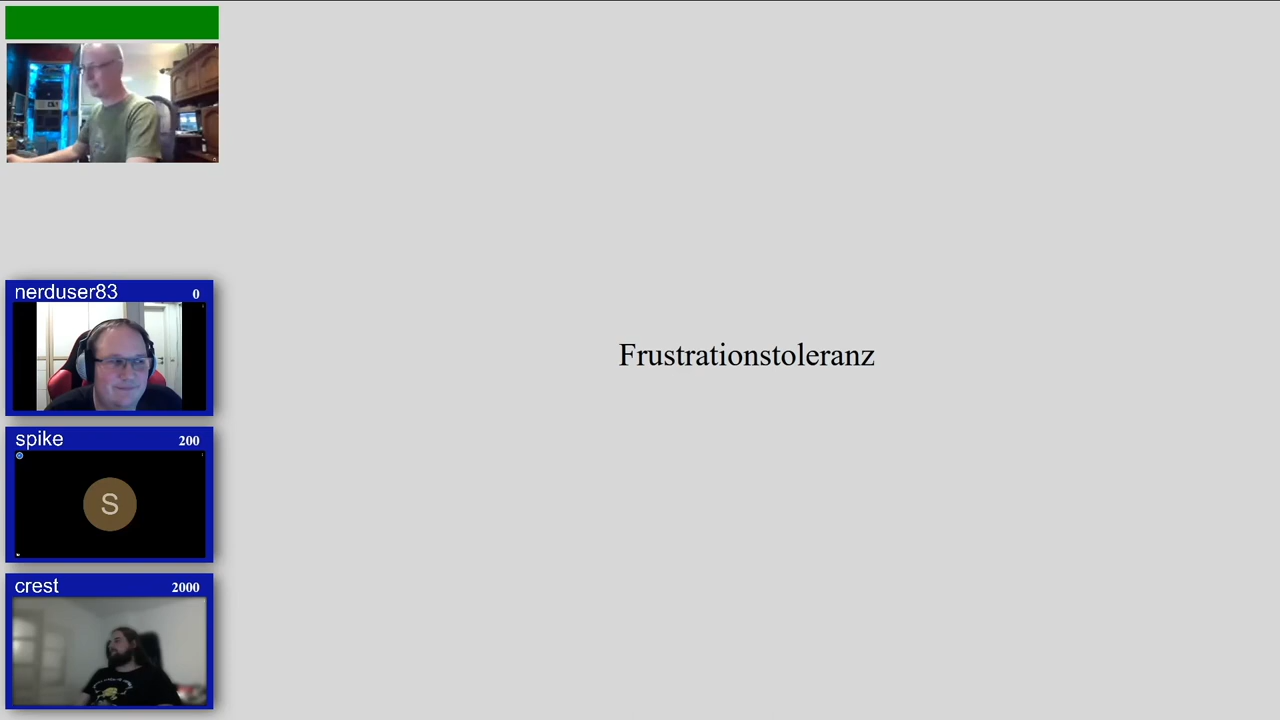 nerduser83 0
spike 200
S
crest 2000
Frustrationstoleranz